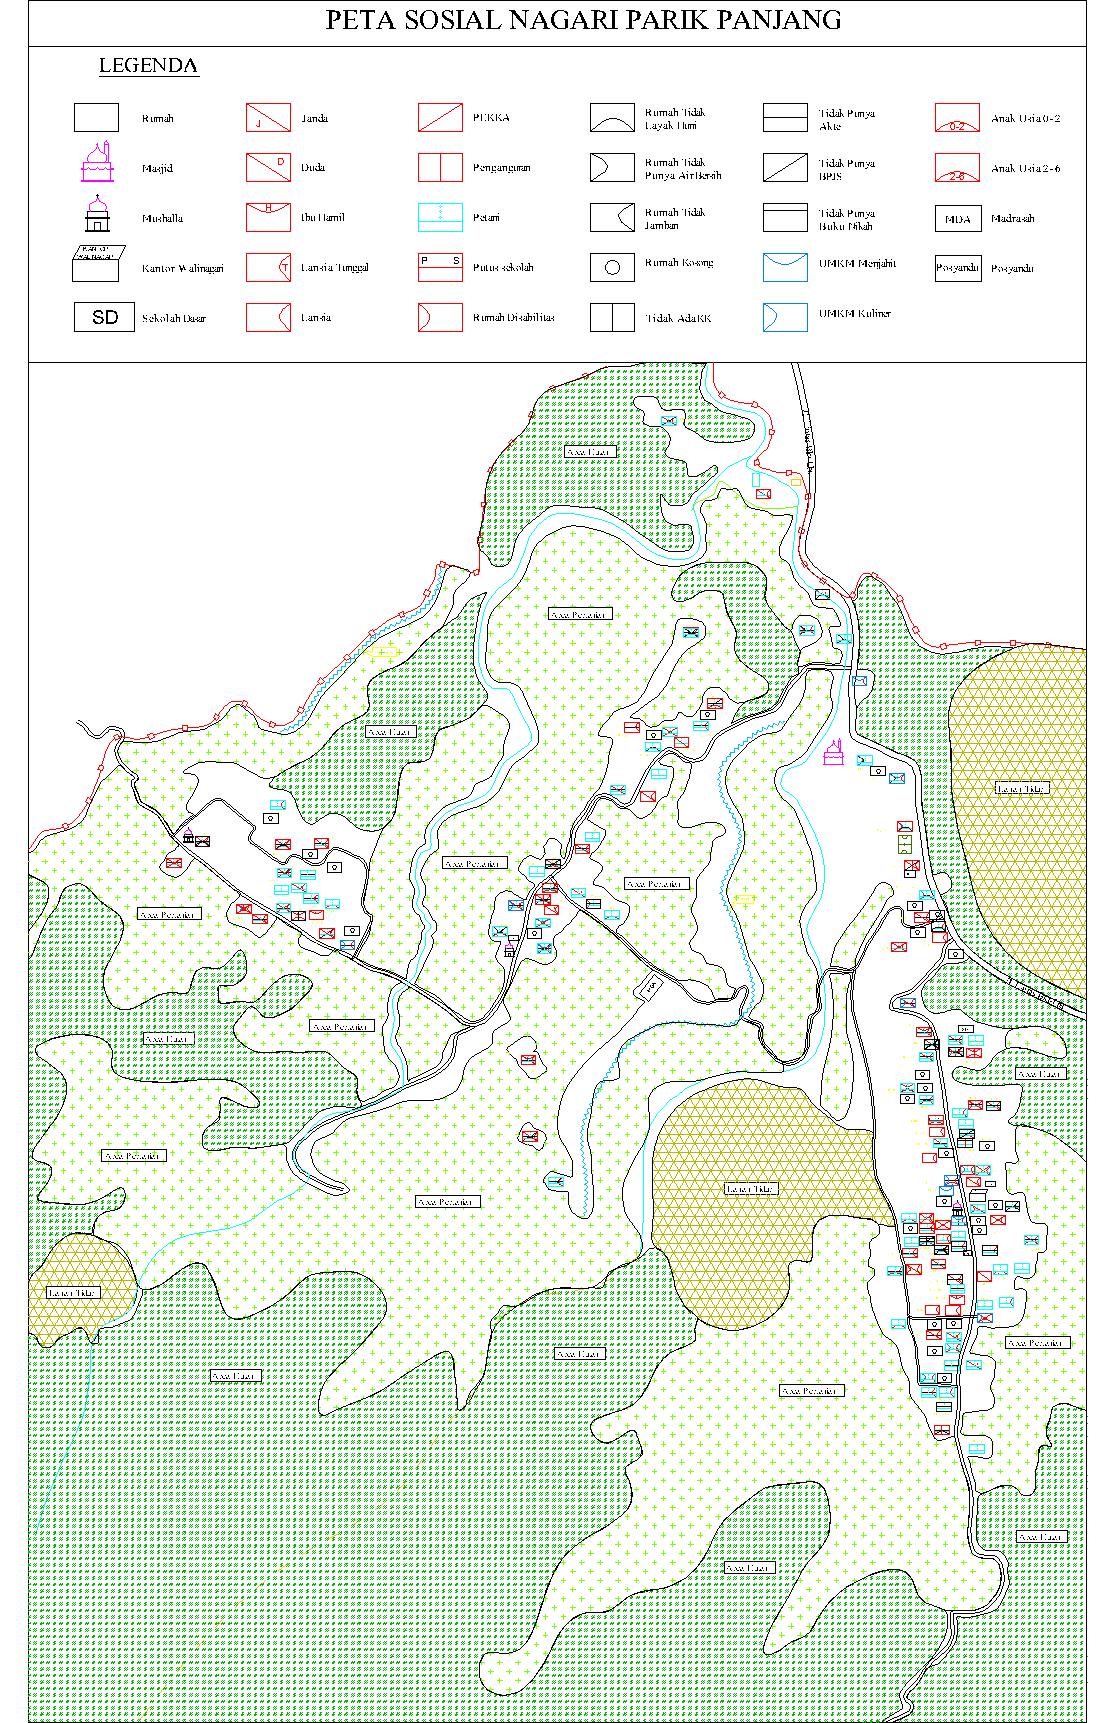 PETA SOSIAL NAGARI PARIK PANJANG
LEGENDA
Rumah
Masjid
Mushalla
KANTOR
WALINAGARI
Kantor Walinagari
SD
Sekolah Dasar
J
Janda
D
Duda
H
Ibu Hamil
T
Lansia Tunggal
Lansia
PEKKA
Penganguran
Petani
P S
Putus sekolah
Rumah Disabilitas
Rumah Tidak
Layak Huni
Rumah Tidak
Punya Air Bersih
Rumah Tidak
Jamban
Rumah Kosong
Tidak Ada KK
Tidak Punya
Akte
Tidak Punya
BPJS
Tidak Punya
Buku Nikah
UMKM Menjahit
UMKM Kuliner
0-2
Anak Usia 0-2
2-6
Anak Usia 2-6
MDA
Madrasah
Posyandu
Posyandu
Area Hutan
Area Pertanian
Area Hutan
Lahan Tidur
Area Pertanian
Area Pertanian
Area Pertanian
Area Pertanian
Area Hutan
Area Hutan
Area Pertanian
Lahan Tidur
Area Pertanian
Lahan Tidur
Area Pertanian
Area Hutan
Area Hutan
Area Pertanian
Area Hutan
Area Hutan